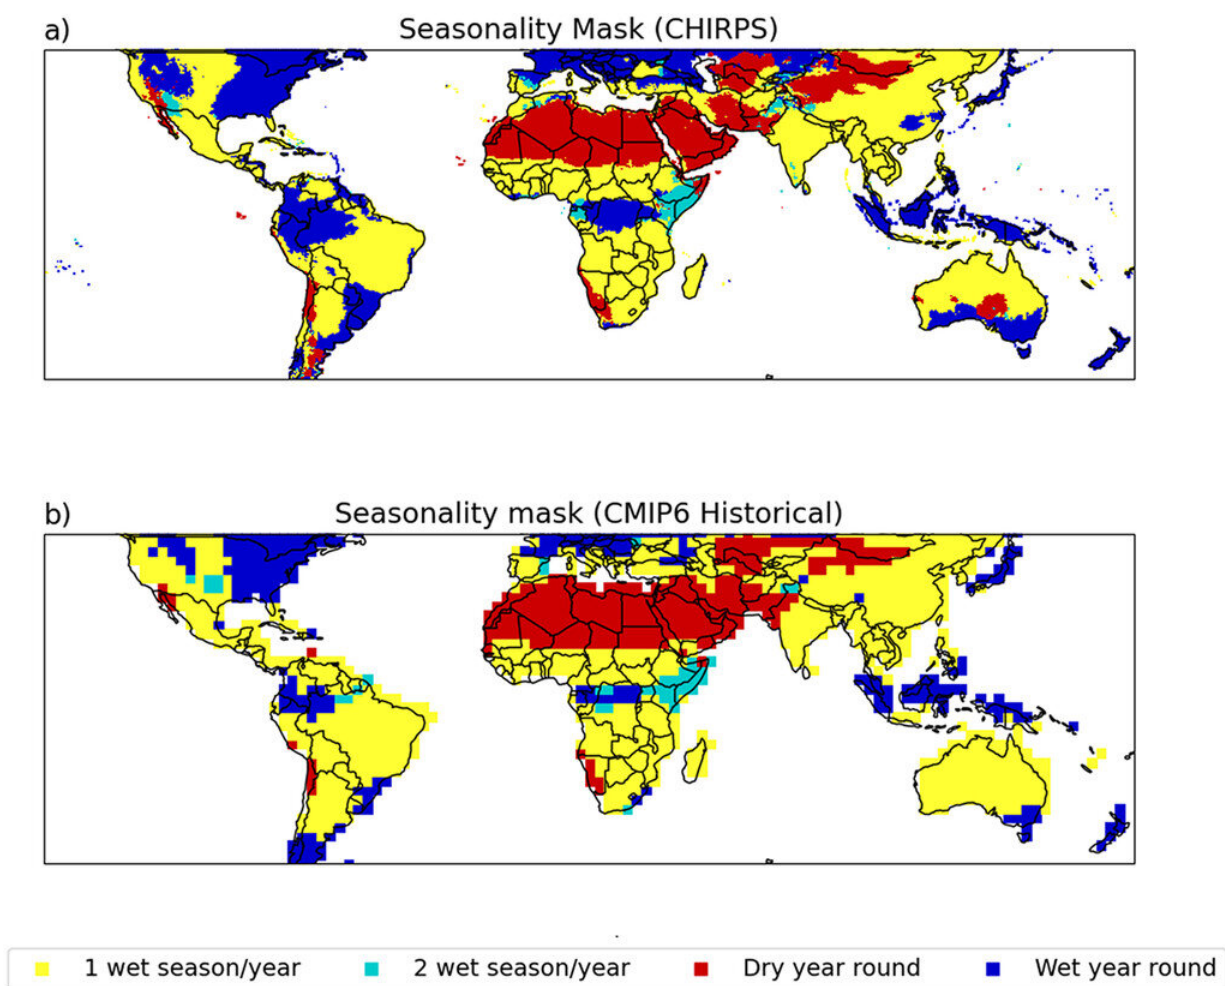 a)
Seasonality Mask (CHIRPS)
b)
Seasonality mask (CMIP6 Historical)
1 wet season/year
2 wet season/year
Dry year round
Wet year round